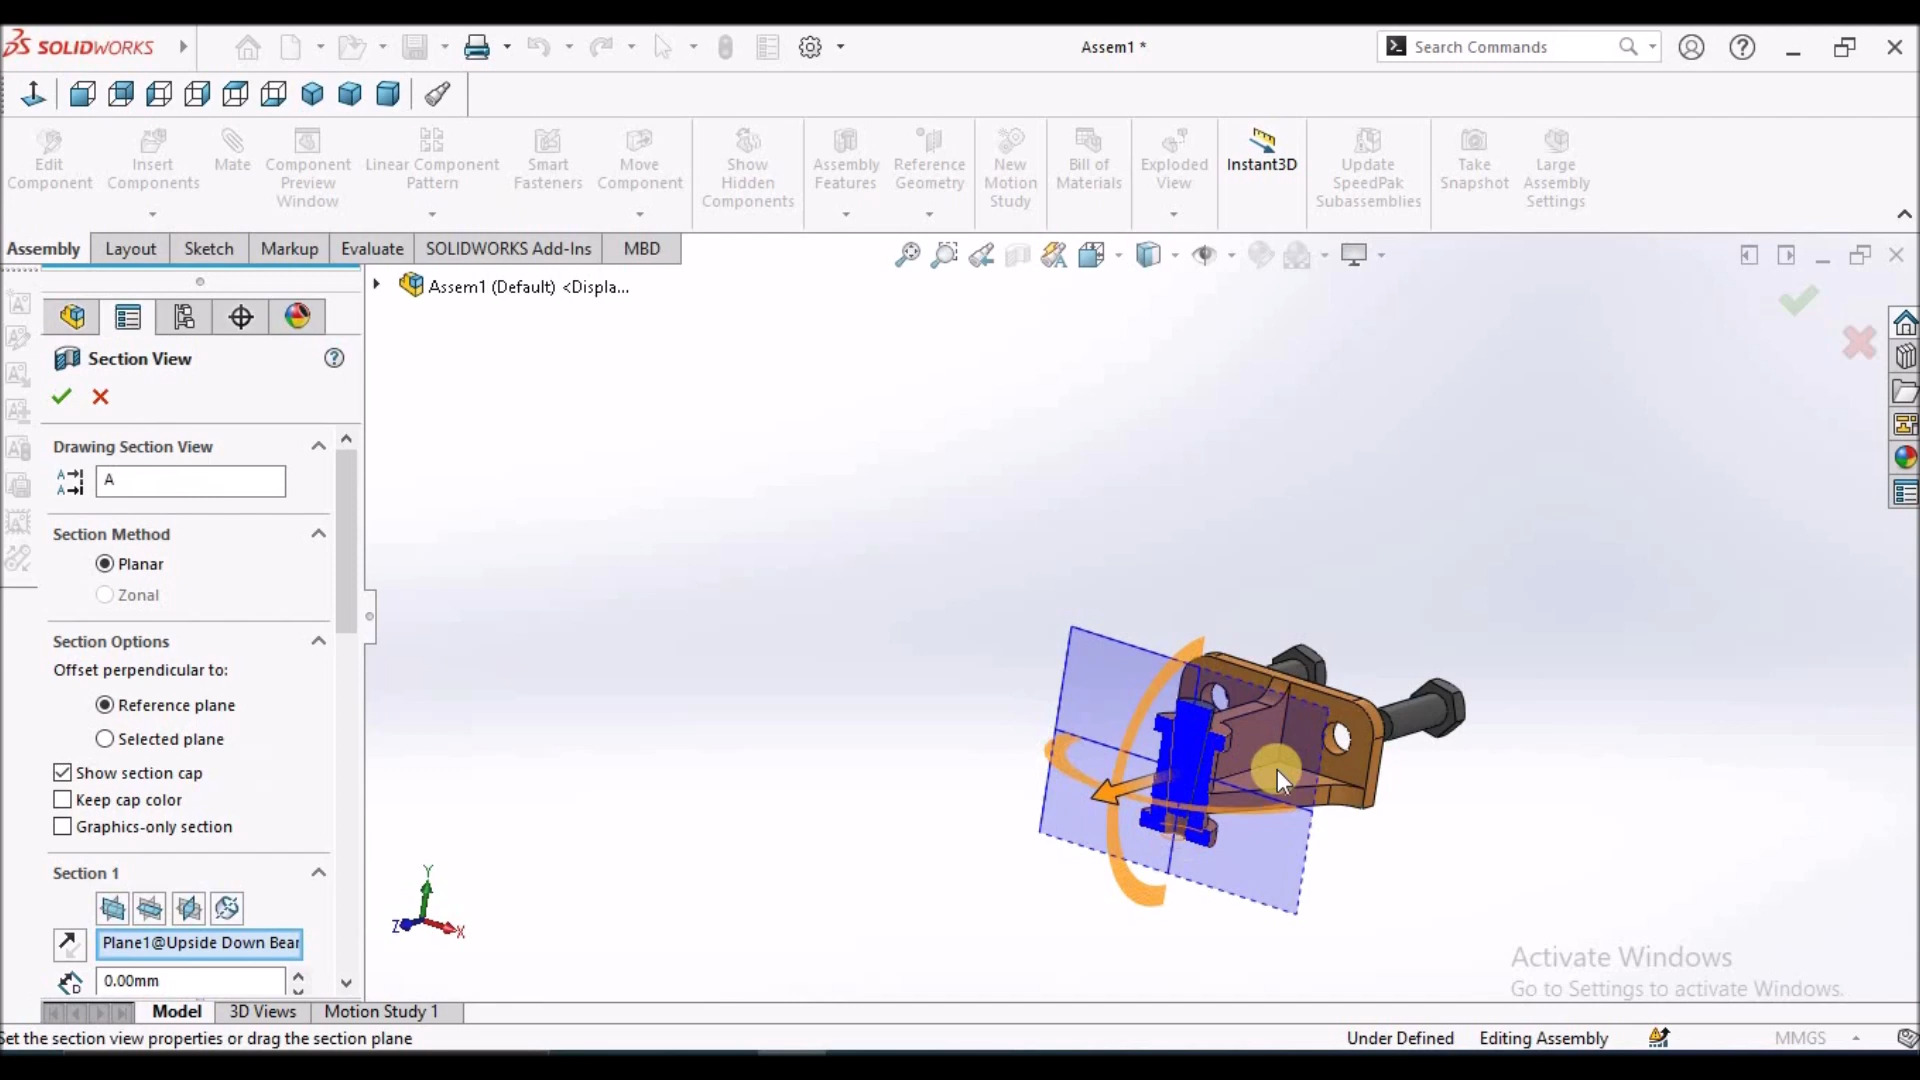 SOLIDWORKS
Assem1 *
Search Commands
Edit
Component
Insert
Components
Mate
Component
Preview
Window
Linear Component
Pattern
Smart
Fasteners
Move
Component
Show
Hidden
Components
Assembly
Features
Reference
Geometry
New
Motion
Study
Bill of
Materials
Exploded
View
Instant3D
Update
SpeedPak
Subassemblies
Take
Snapshot
Large
Assembly
Settings
Assembly
Layout
Sketch
Markup
Evaluate
SOLIDWORKS Add-Ins
MBD
Assem1 (Default) <Displa...
Section View
Drawing Section View
A
Section Method
Planar
Zonal
Section Options
Offset perpendicular to:
Reference plane
Selected plane
Show section cap
Keep cap color
Graphics-only section
Section 1
Plane1@Upside Down Bear
0.00mm
Y
Z
X
Activate Windows
Go to Settings to activate Windows.
Model
3D Views
Motion Study 1
Set the section view properties or drag the section plane
Under Defined
Editing Assembly
MMGS